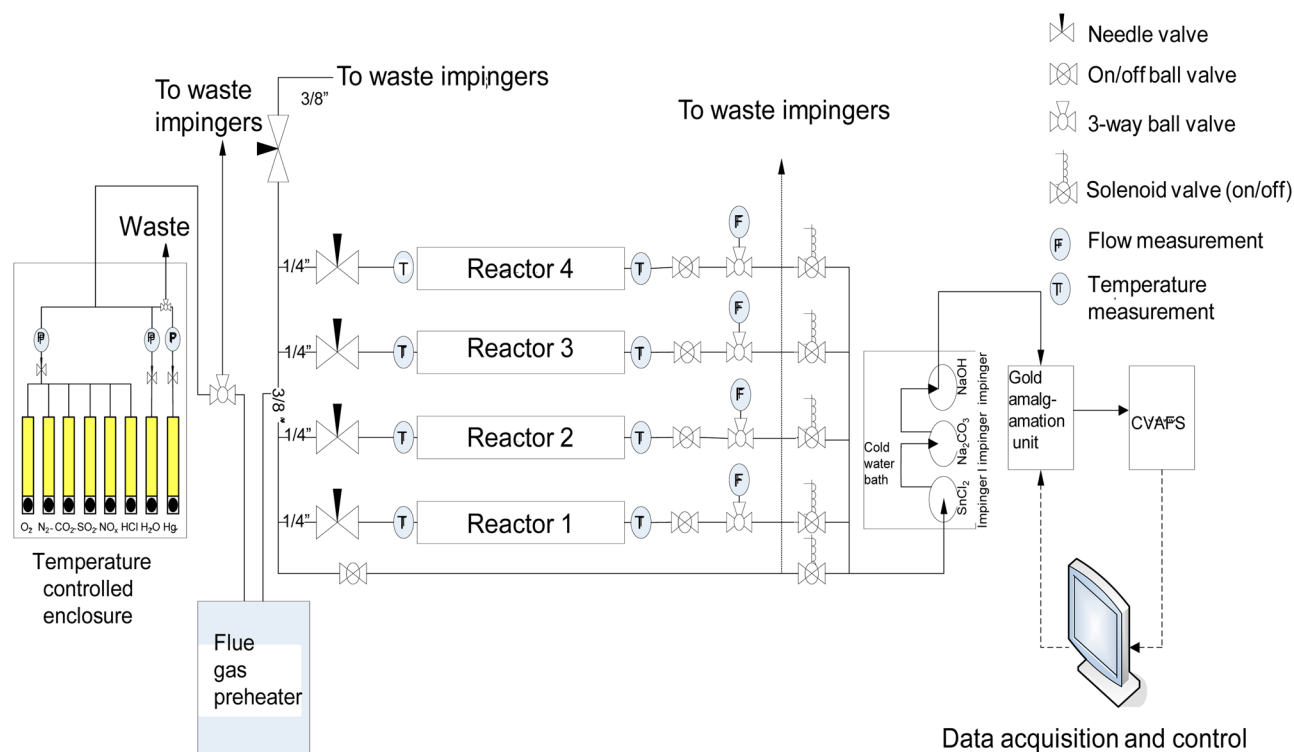 Needle valve
On/off ball valve
3-way ball valve
Solenoid valve (on/off)
F
Flow measurement
T
Temperature
measurement
To waste impingers
3/8"
To waste
impingers
To waste impingers
Waste
P
P
P
O₂ N₂- CO₂- SO₂- NOₓ HCl H₂O Hg
Temperature
controlled
enclosure
Flue
gas
preheater
3/8"
1/4"
T
Reactor 4
T
F
1/4"
T
Reactor 3
T
F
1/4"
T
Reactor 2
T
F
1/4"
T
Reactor 1
T
F
Cold
water
bath
NaOH
impinger
Na₂CO₃
impinger
SnCl₂
Impinger I
Gold
amalg-
amation
unit
CVAFS
Data acquisition and control